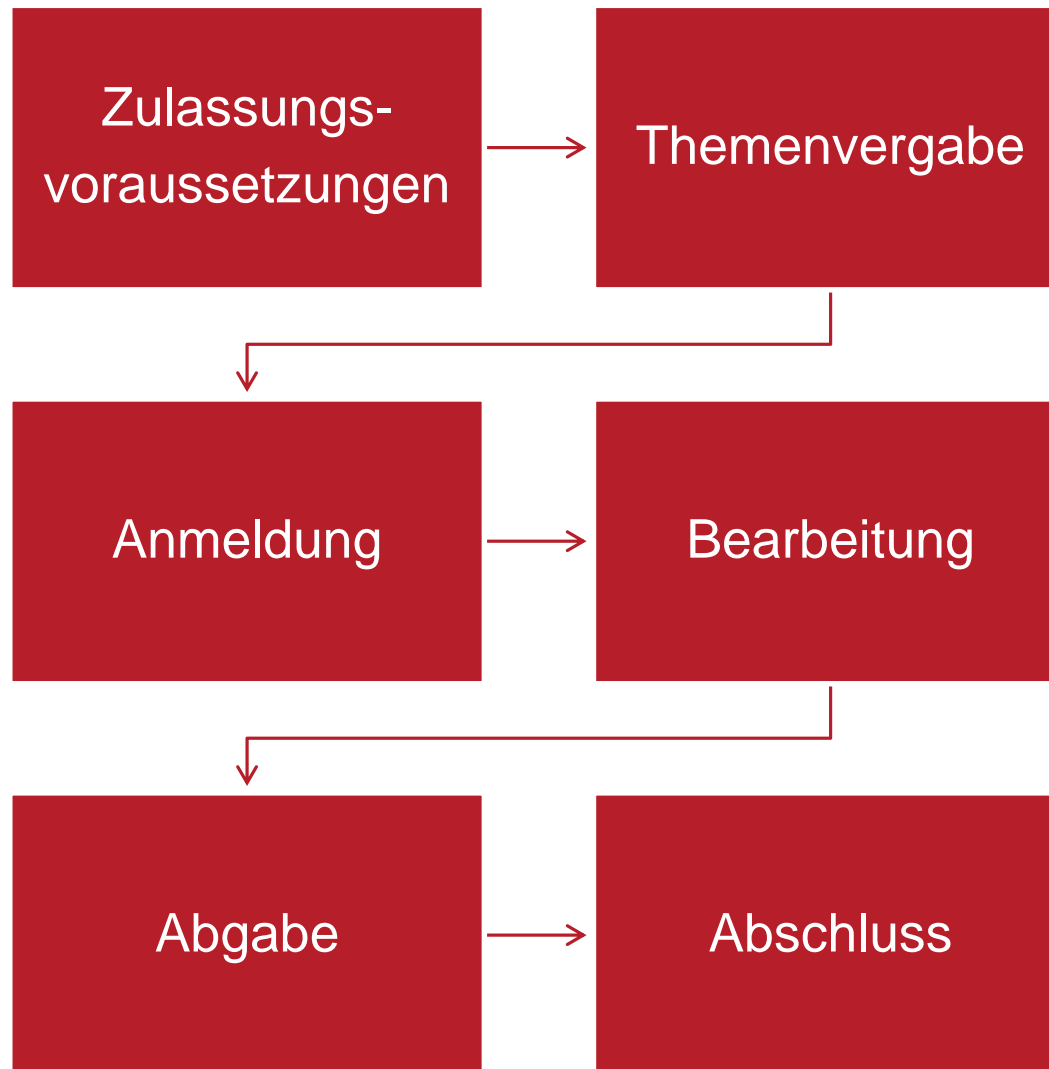 Zulassungs-
voraussetzungen
Themenvergabe
Anmeldung
Bearbeitung
Abgabe
Abschluss